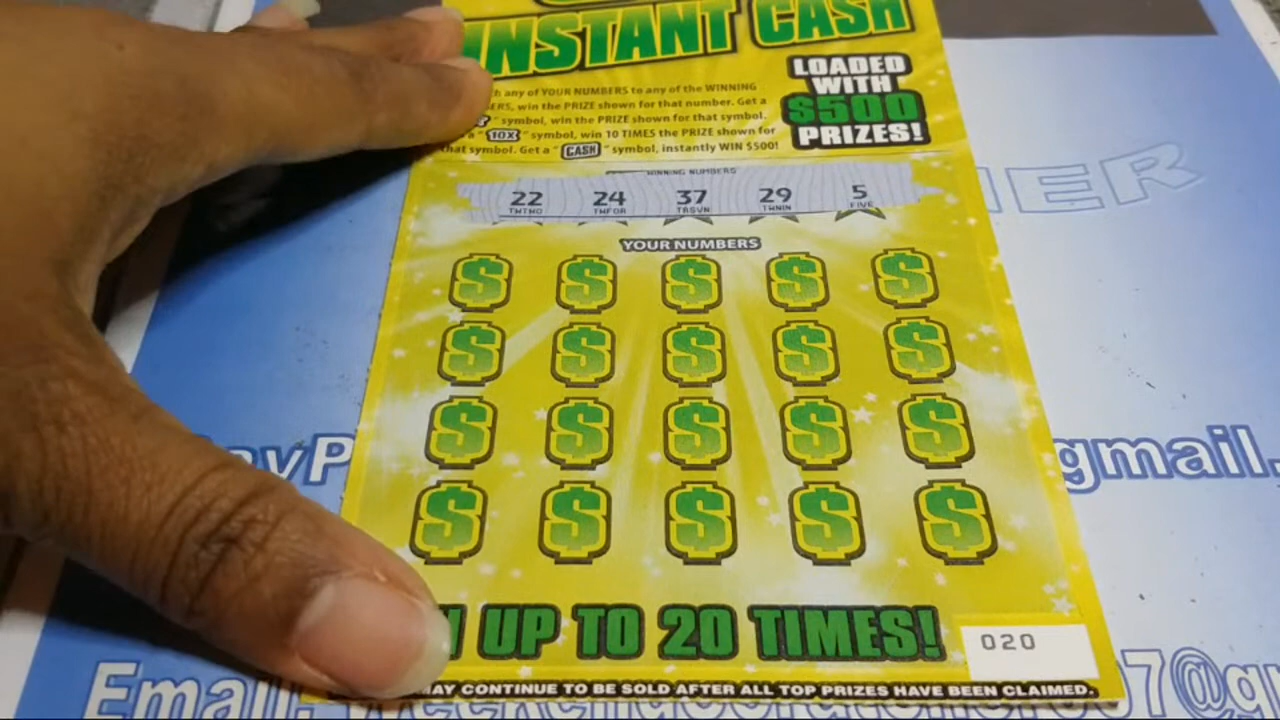 INSTANT CASH
LOADED
WITH
$500
PRIZES!
any of YOUR NUMBERS to any of the WINNING
win the PRIZE shown for that number. Get a
" symbol, win the PRIZE shown for that symbol.
a "10X" symbol, win 10 TIMES the PRIZE shown for
that symbol. Get a "CASH" symbol, instantly WIN $500!
WINNING NUMBERS
22 24 37 29 5
TWTWO TWFOR TRSVN TWNIN FIVE
YOUR NUMBERS
$ $ $ $ $
$ $ $ $ $
$ $ $ $ $
$ $ $ $ $
UP TO 20 TIMES!
020
MAY CONTINUE TO BE SOLD AFTER ALL TOP PRIZES HAVE BEEN CLAIMED.
gmail.
Email: